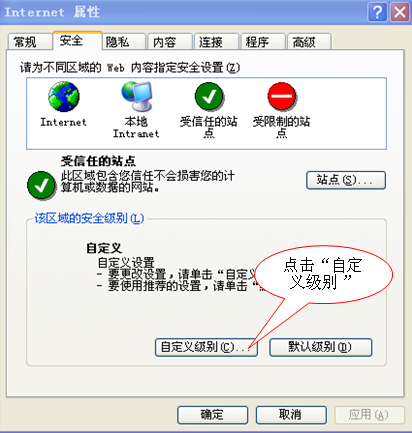 Internet 属性
常规 安全 隐私 内容 连接 程序 高级
请为不同区域的 Web 内容指定安全设置(Z)
Internet
本地
Intranet
受信任的站
点
受限制的站
点
受信任的站点
此区域包含您信任不会损害您的计
算机或数据的网站。
站点(S)...
该区域的安全级别(L)
自定义
自定义设置
- 要更改设置，请单击“自定义
- 要使用推荐的设置，请单击“
点击“自定
义级别 ”
自定义级别(C)... 默认级别(D)
确定 取消 应用(A)